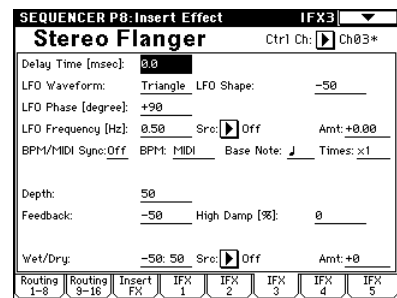 SEQUENCER P8:Insert Effect IFX3
Stereo Flanger Ctrl Ch: Ch03*
Delay Time [msec]: 0.0
LFO Waveform: Triangle LFO Shape: -50
LFO Phase [degree]: +90
LFO Frequency [Hz]: 0.50 Src: Off Amt: +0.00
BPM/MIDI Sync: Off BPM: MIDI Base Note: ♩ Times: x1
Depth: 50
Feedback: -50 High Damp [%]: 0
Wet/Dry: -50: 50 Src: Off Amt: +0
Routing 1-8 Routing 9-16 Insert FX IFX 1 IFX 2 IFX 3 IFX 4 IFX 5